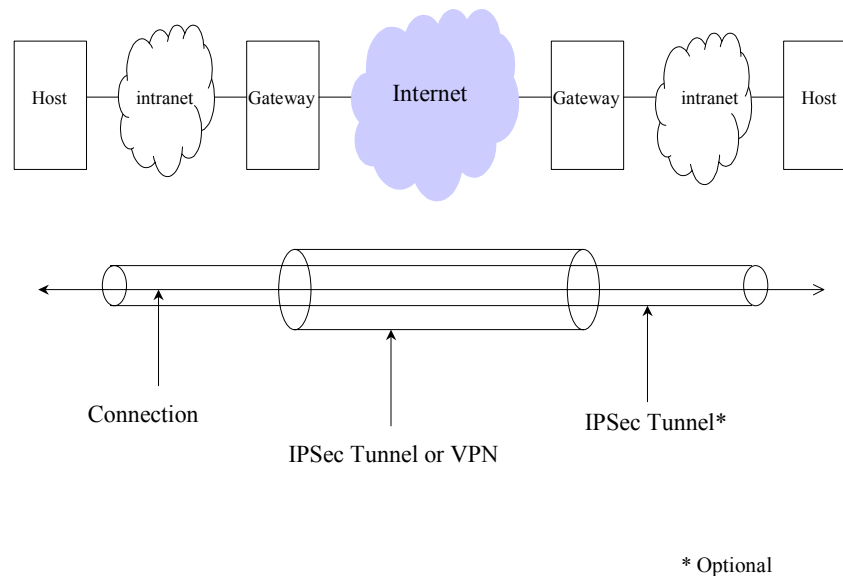 Host
intranet
Gateway
Internet
Gateway
intranet
Host
Connection
IPSec Tunnel or VPN
IPSec Tunnel*
* Optional